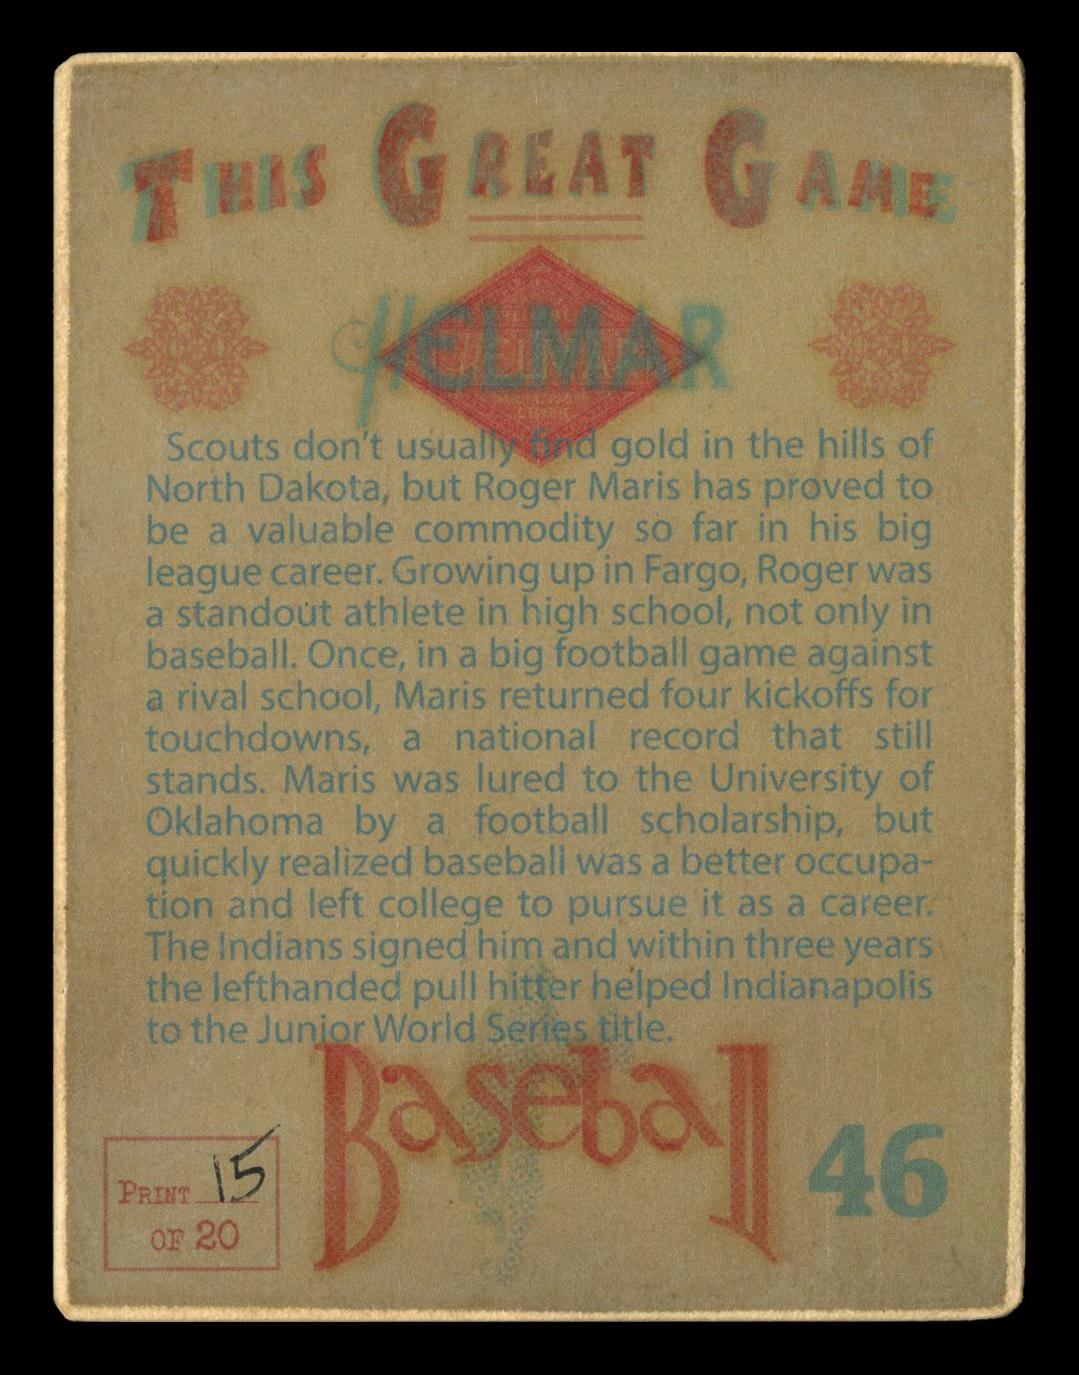 THIS GREAT GAME
HELMAR
Scouts don't usually find gold in the hills of
North Dakota, but Roger Maris has proved to
be a valuable commodity so far in his big
league career. Growing up in Fargo, Roger was
a standout athlete in high school, not only in
baseball. Once, in a big football game against
a rival school, Maris returned four kickoffs for
touchdowns, a national record that still
stands. Maris was lured to the University of
Oklahoma by a football scholarship, but
quickly realized baseball was a better occupa-
tion and left college to pursue it as a career.
The Indians signed him and within three years
the lefthanded pull hitter helped Indianapolis
to the Junior World Series title.
Baseball
PRINT 15
OF 20
46